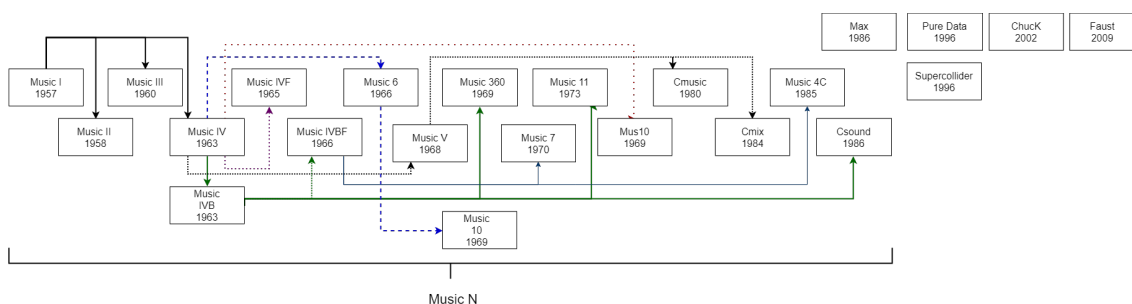 Max
1986
Pure Data
1996
ChucK
2002
Faust
2009
Music I
1957
Music III
1960
Music IVF
1965
Music 6
1966
Music 360
1969
Music 11
1973
Cmusic
1980
Music 4C
1985
Supercollider
1996
Music II
1958
Music IV
1963
Music IVBF
1966
Music V
1968
Music 7
1970
Mus10
1969
Cmix
1984
Csound
1986
Music
IVB
1963
Music
10
1969
Music N